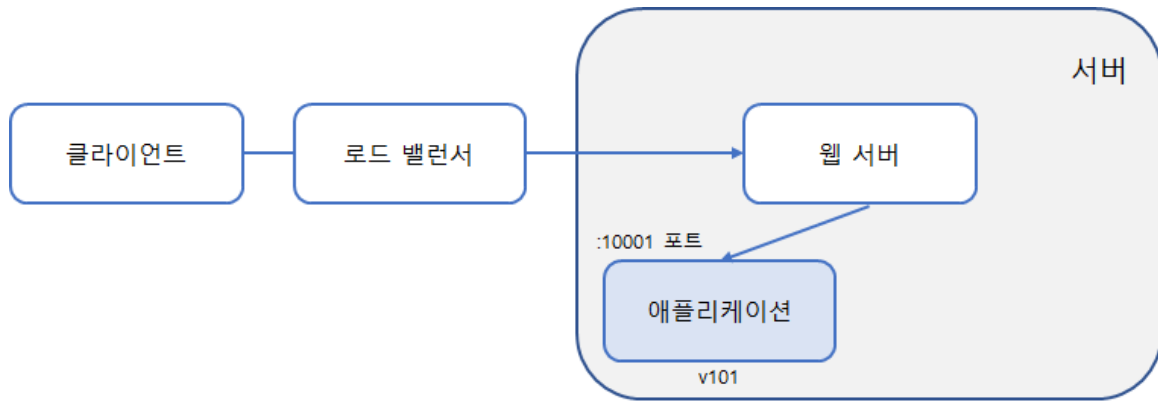 서버
클라이언트
로드 밸런서
웹 서버
:10001 포트
애플리케이션
v101